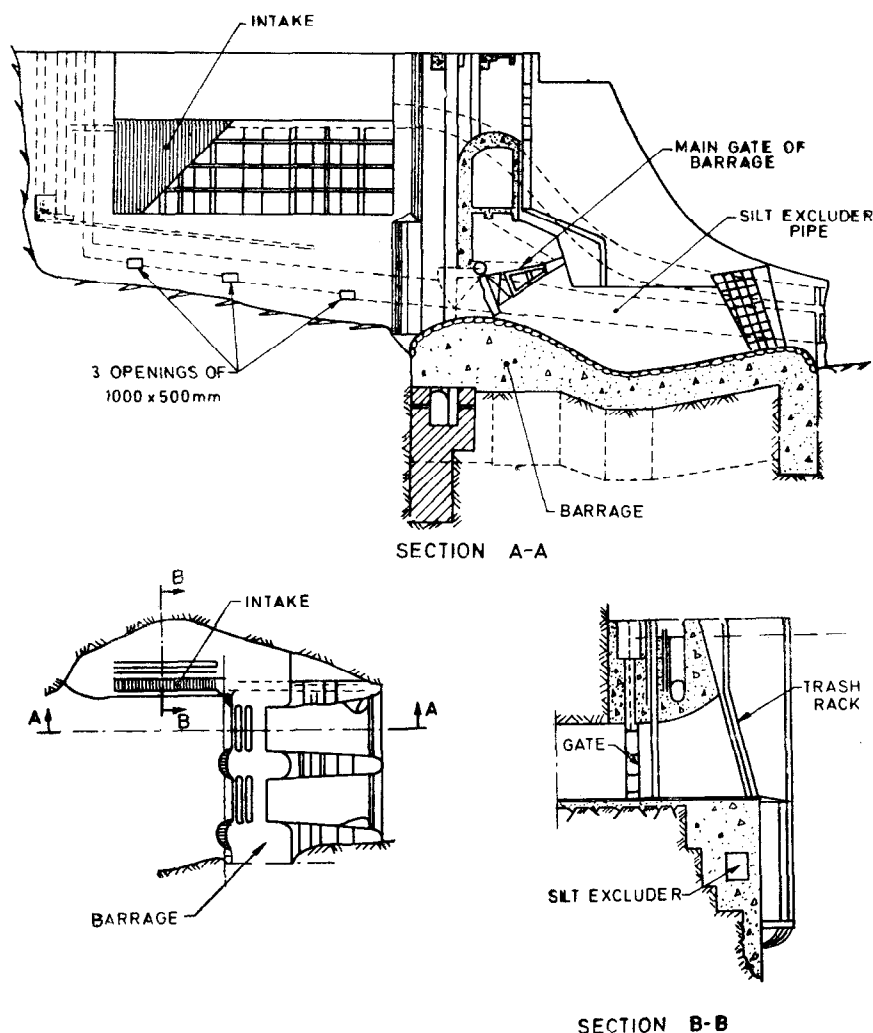 INTAKE
MAIN GATE OF
BARRAGE
SILT EXCLUDER
PIPE
3 OPENINGS OF
1000 x 500mm
BARRAGE
SECTION A-A
B
INTAKE
A
A
B
BARRAGE
TRASH
RACK
GATE
SILT EXCLUDER
SECTION B-B